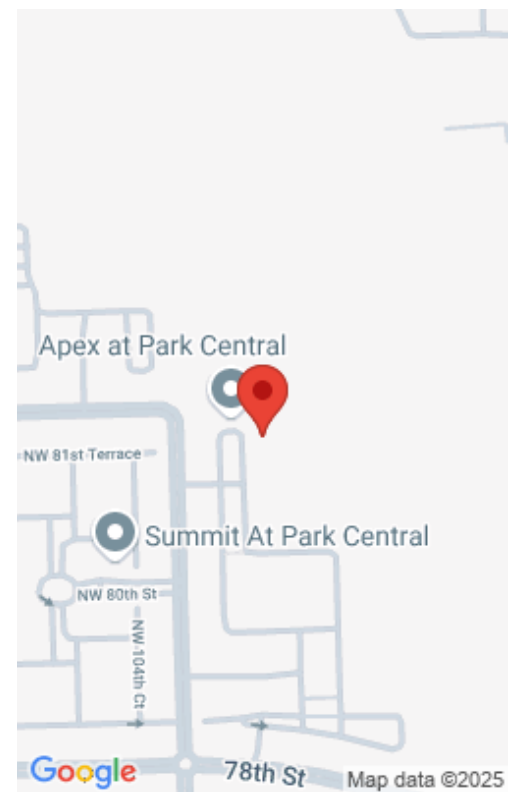 Apex at Park Central
NW 81st Terrace
Summit At Park Central
NW 80th St
NW 104th Ct
78th St
Google
Map data ©2025